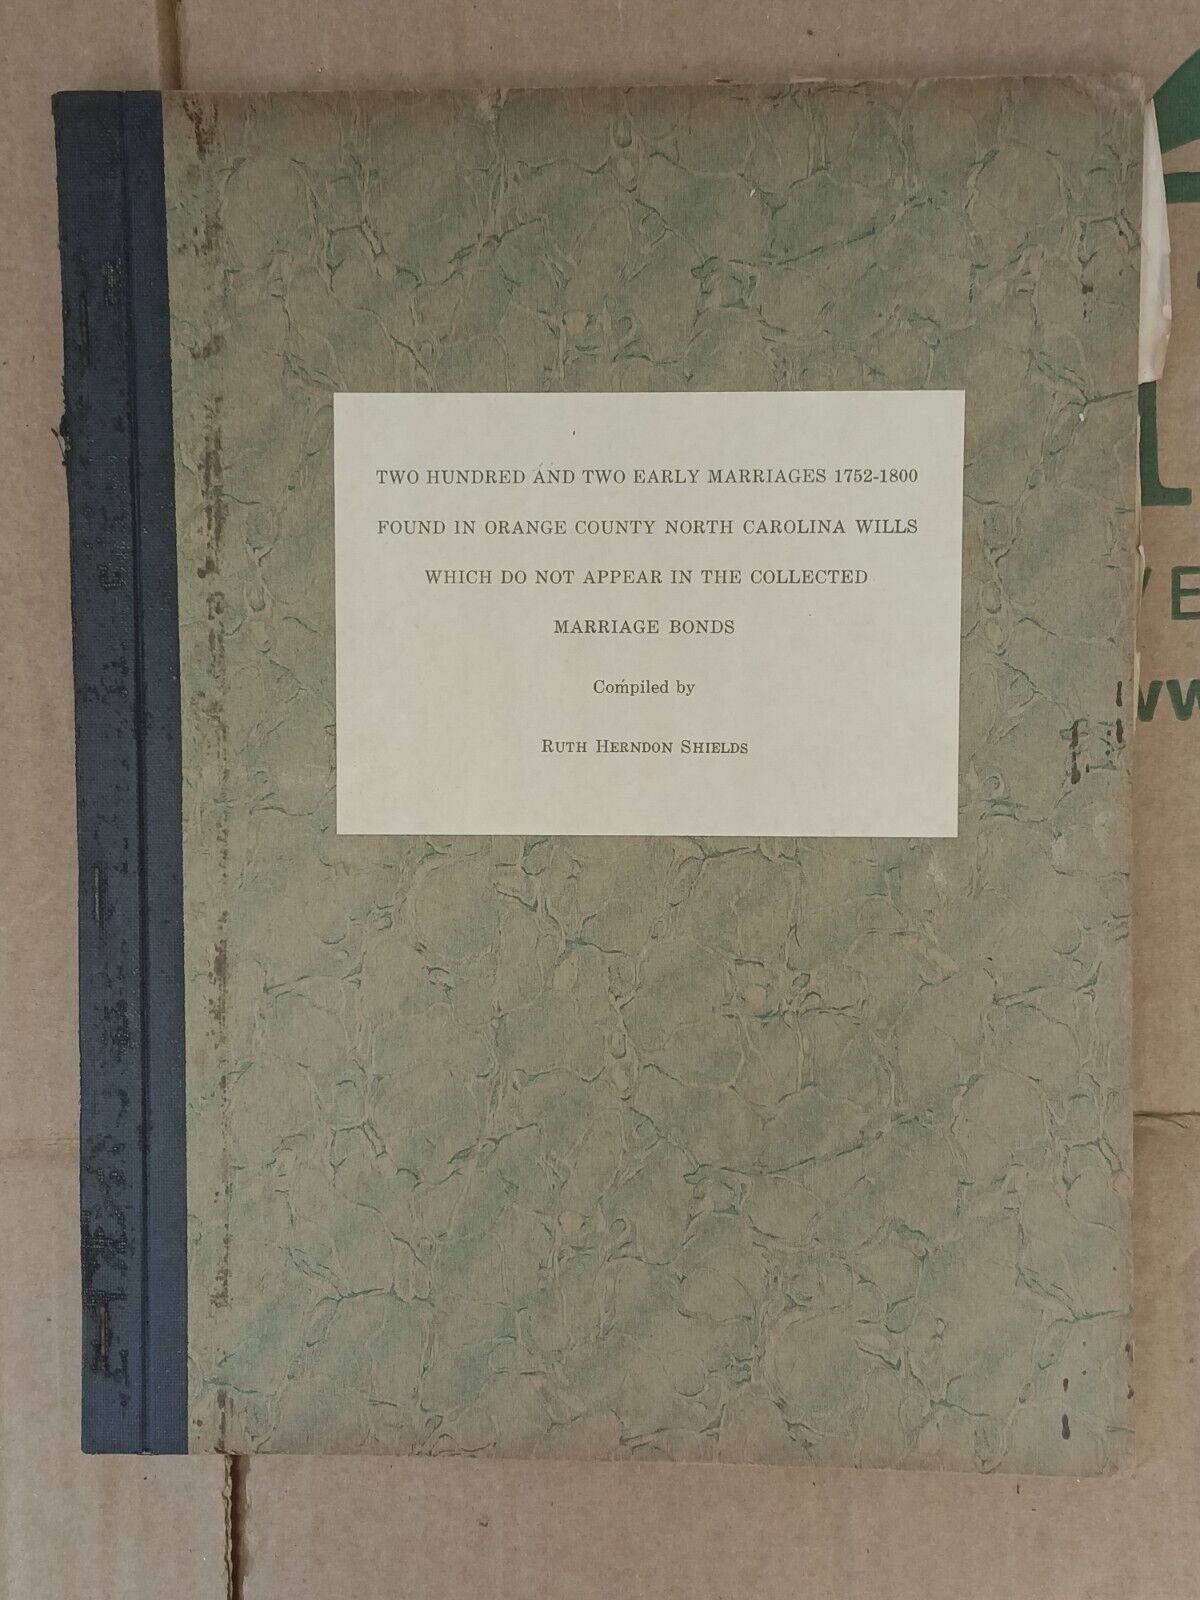 TWO HUNDRED AND TWO EARLY MARRIAGES 1752-1800
FOUND IN ORANGE COUNTY NORTH CAROLINA WILLS
WHICH DO NOT APPEAR IN THE COLLECTED
MARRIAGE BONDS
Compiled by
RUTH HERNDON SHIELDS